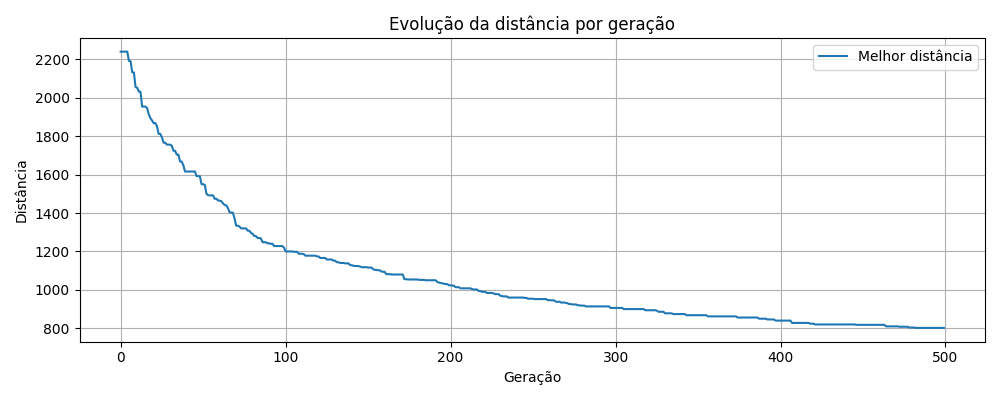 Evolução da distância por geração
Melhor distância
Distância
2200
2000
1800
1600
1400
1200
1000
800
0 100 200 300 400 500
Geração